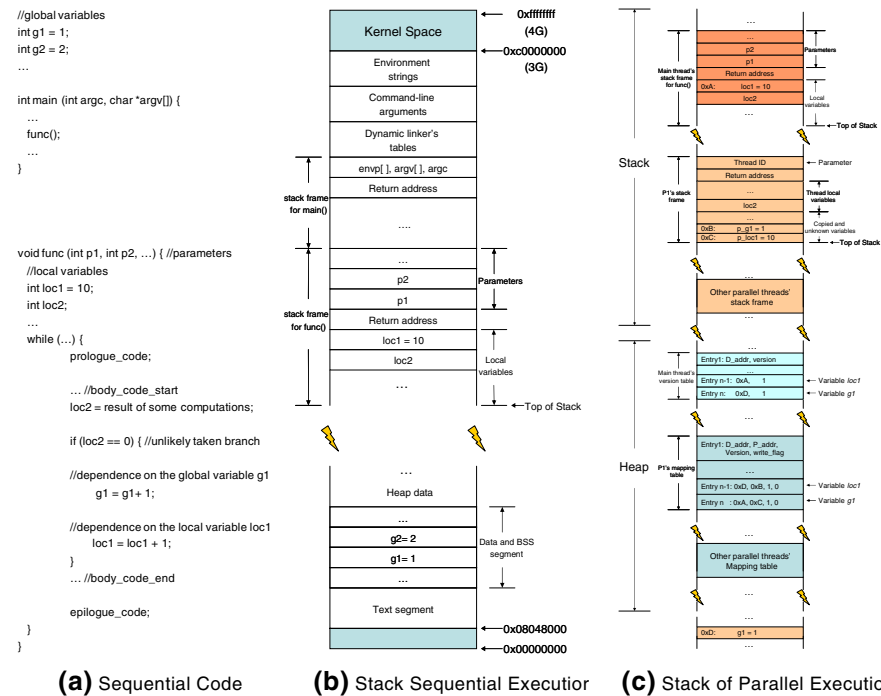 //global variables
int g1 = 1;
int g2 = 2;
…
int main (int argc, char *argv[]) {
…
func();
…
}
void func (int p1, int p2, …) { //parameters
//local variables
int loc1 = 10;
int loc2;
…
while (…) {
prologue_code;
… //body_code_start
loc2 = result of some computations;
if (loc2 == 0) { //unlikely taken branch
//dependence on the global variable g1
g1 = g1+ 1;
//dependence on the local variable loc1
loc1 = loc1 + 1;
}
… //body_code_end
epilogue_code;
}
}
(a) Sequential Code
0xffffffff
(4G)
Kernel Space
0xc0000000
(3G)
Environment
strings
Command-line
arguments
Dynamic linker's
tables
envp[ ], argv[ ], argc
Return address
stack frame
for main()
….
…
p2
p1
Parameters
Return address
stack frame
for func()
loc1 = 10
loc2
Local
variables
…
Top of Stack
…
Heap data
…
g2= 2
g1= 1
…
Data and BSS
segment
Text segment
0x08048000
0x00000000
(b) Stack Sequential Execution
…
…
p2
p1
Parameters
Return address
Main thread's
stack frame
for func()
0xA: loc1 = 10
loc2
Local
variables
…
Top of Stack
Stack
Thread ID
Parameter
Return address
P1's stack
frame
…
Thread local
variables
loc2
…
0xB: p_g1 = 1
0xC: p_loc1 = 10
Copied and
unknown variables
Top of Stack
…
Other parallel threads'
stack frame
…
…
Entry1: D_addr, version
…
Main thread's
version table
Entry n-1: 0xA, 1
Variable loc1
Entry n: 0xD, 1
Variable g1
…
Heap
Entry1: D_addr, P_addr,
Version, write_flag
P1's mapping
table
…
Entry n-1: 0xD, 0xB, 1, 0
Variable loc1
Entry n : 0xA, 0xC, 1, 0
Variable g1
…
Other parallel threads'
Mapping table
…
…
0xD: g1 = 1
…
(c) Stack of Parallel Executio